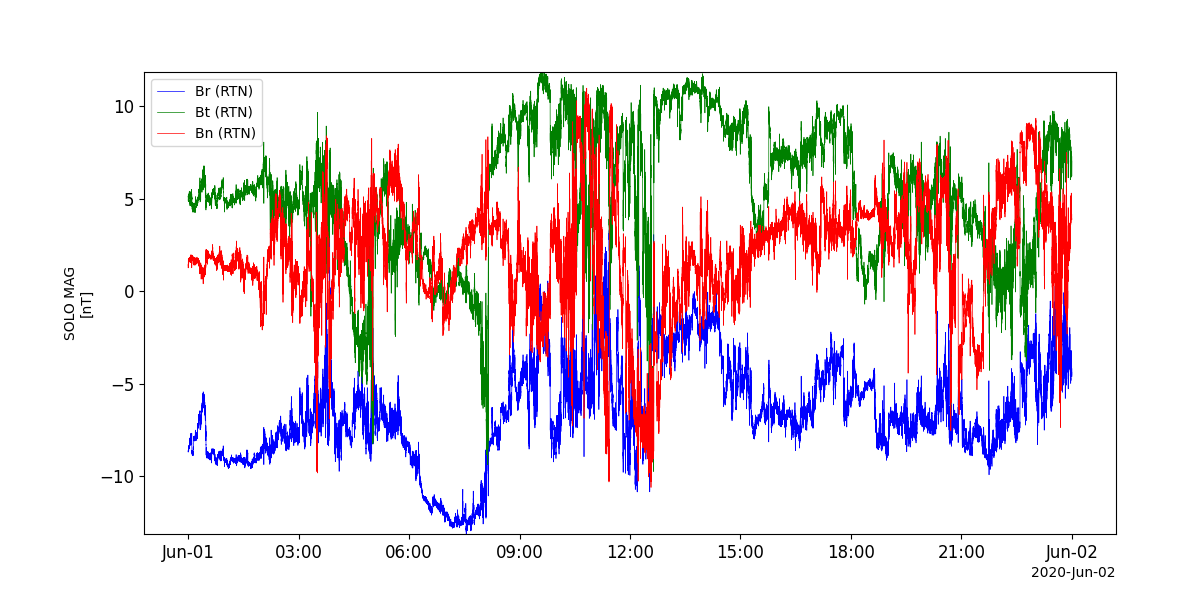 Br (RTN)
Bt (RTN)
Bn (RTN)
SOLO MAG
[nT]
10
5
0
−5
−10
Jun-01
03:00
06:00
09:00
12:00
15:00
18:00
21:00
Jun-02
2020-Jun-02